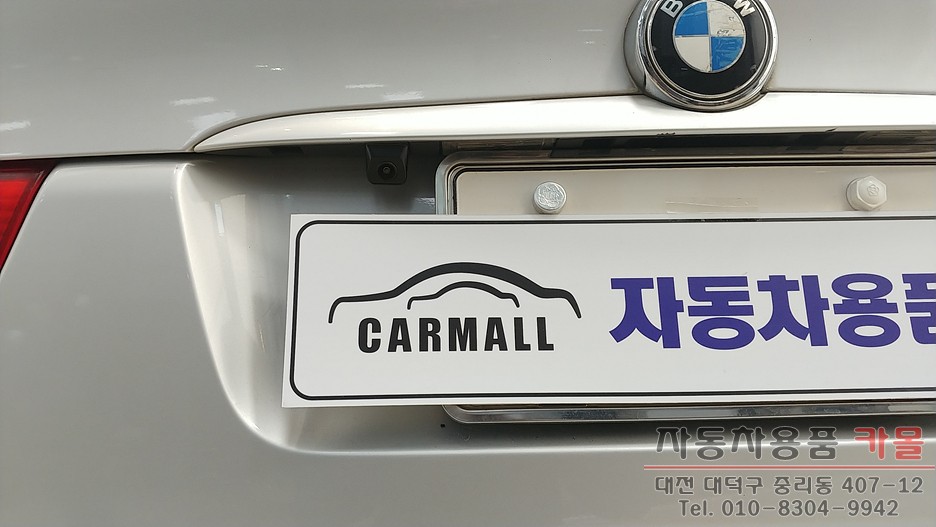 BMW
CARMALL
자동차용품
자동차용품 카몰
대전 대덕구 중리동 407-12
Tel. 010-8304-9942